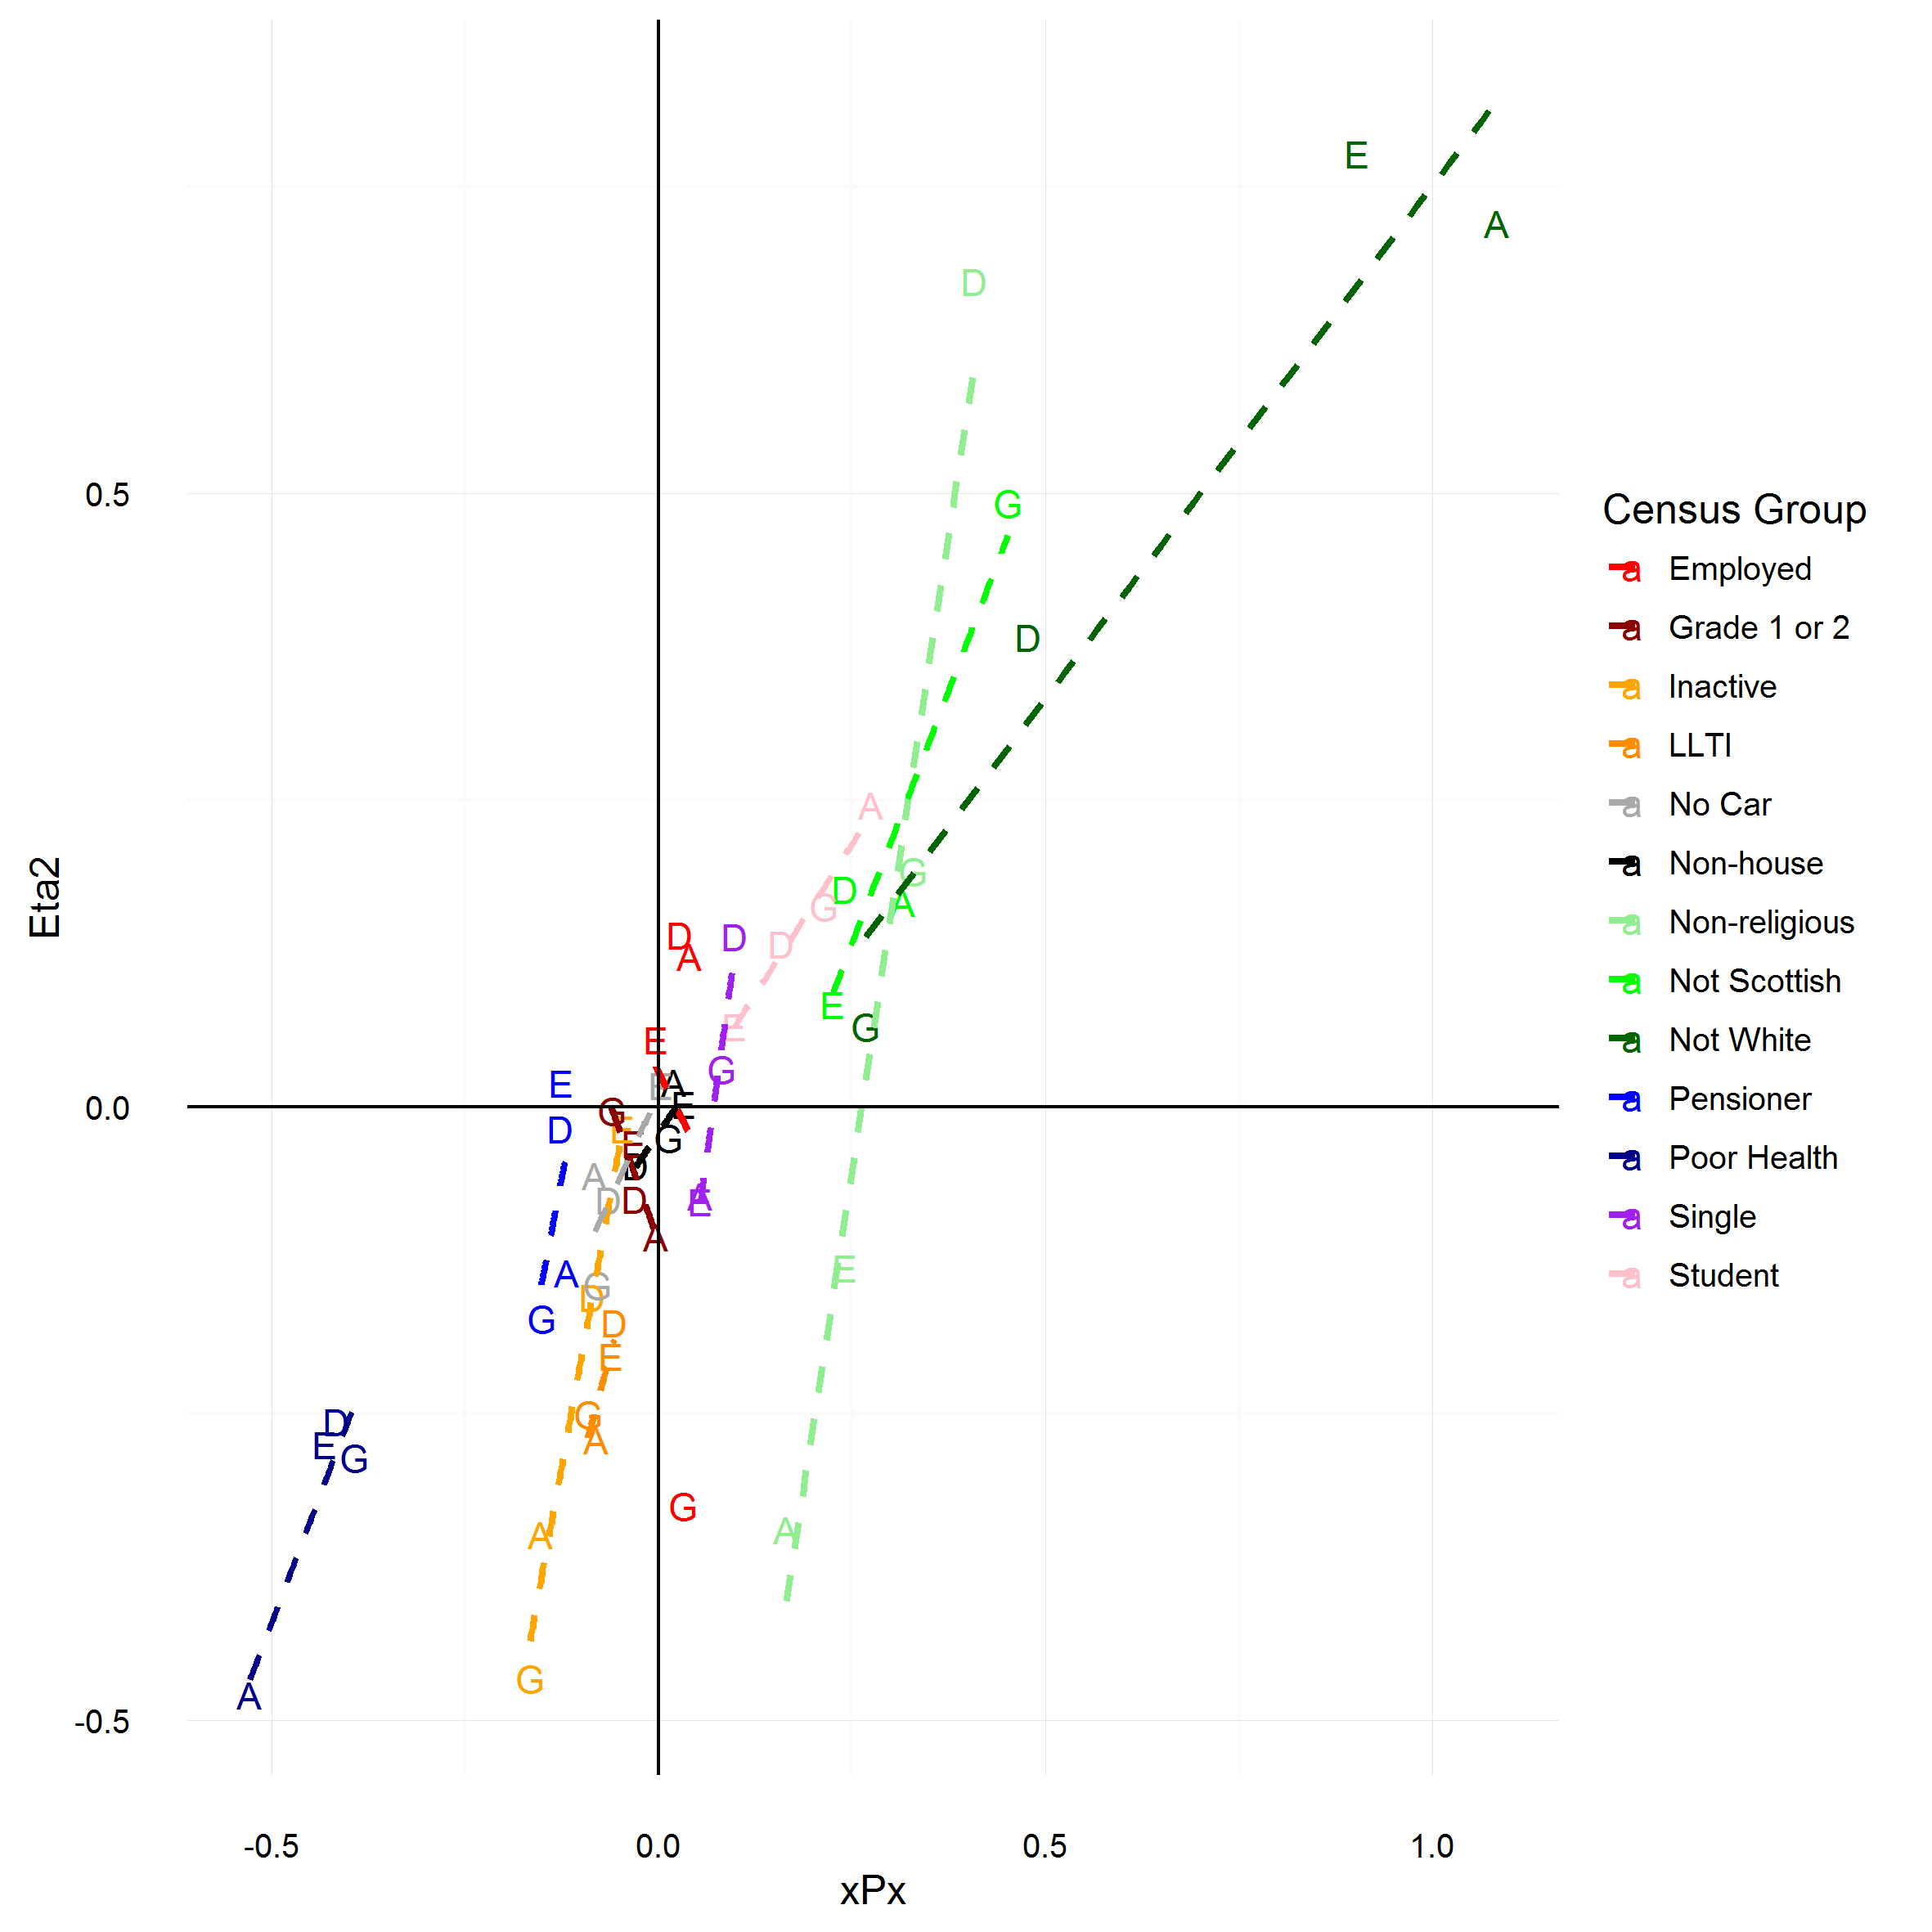 E
A
D
0.5
G
D
A
G
G
D
A
D
D
A
D
G
E
E
G
E
G
A
E
E
E
G
E
D
G
E
D
A
D
D
A
E
A
E
A
G
D
G
D
E
G
A
D
E
G
G
A
A
G
A
-0.5
0.0
Eta2
-0.5
0.0
0.5
1.0
xPx
Census Group
a Employed
a Grade 1 or 2
a Inactive
a LLTI
a No Car
a Non-house
a Non-religious
a Not Scottish
a Not White
a Pensioner
a Poor Health
a Single
a Student